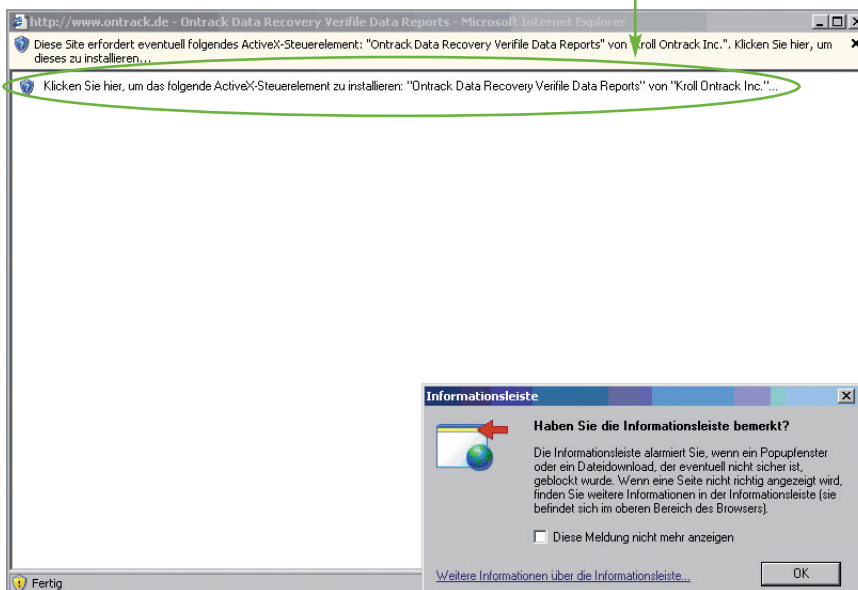 http://www.ontrack.de - Ontrack Data Recovery Verifile Data Reports - Microsoft Internet Explorer
Diese Site erfordert eventuell folgendes ActiveX-Steuerelement: "Ontrack Data Recovery Verifile Data Reports" von "Kroll Ontrack Inc.". Klicken Sie hier, um
dieses zu installieren...
Klicken Sie hier, um das folgende ActiveX-Steuerelement zu installieren: "Ontrack Data Recovery Verifile Data Reports" von "Kroll Ontrack Inc."...
Informationsleiste
Haben Sie die Informationsleiste bemerkt?
Die Informationsleiste alarmiert Sie, wenn ein Popupfenster
oder ein Dateidownload, der eventuell nicht sicher ist,
geblockt wurde. Wenn eine Seite nicht richtig angezeigt wird,
finden Sie weitere Informationen in der Informationsleiste (sie
befindet sich im oberen Bereich des Browsers).
Diese Meldung nicht mehr anzeigen
Weitere Informationen über die Informationsleiste...
OK
Fertig